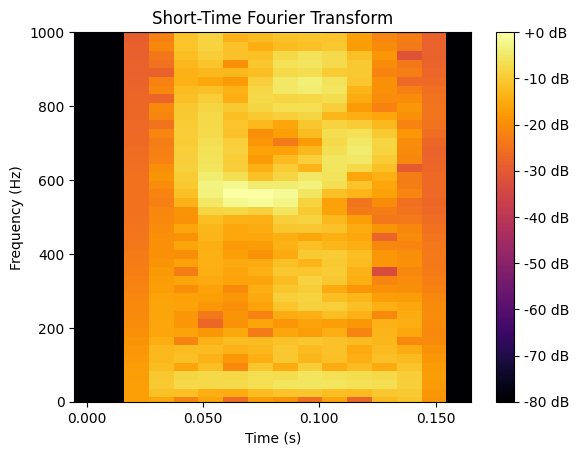 Short-Time Fourier Transform
1000
800
600
400
200
0
Frequency (Hz)
0.000
0.050
0.100
0.150
Time (s)
+0 dB
-10 dB
-20 dB
-30 dB
-40 dB
-50 dB
-60 dB
-70 dB
-80 dB